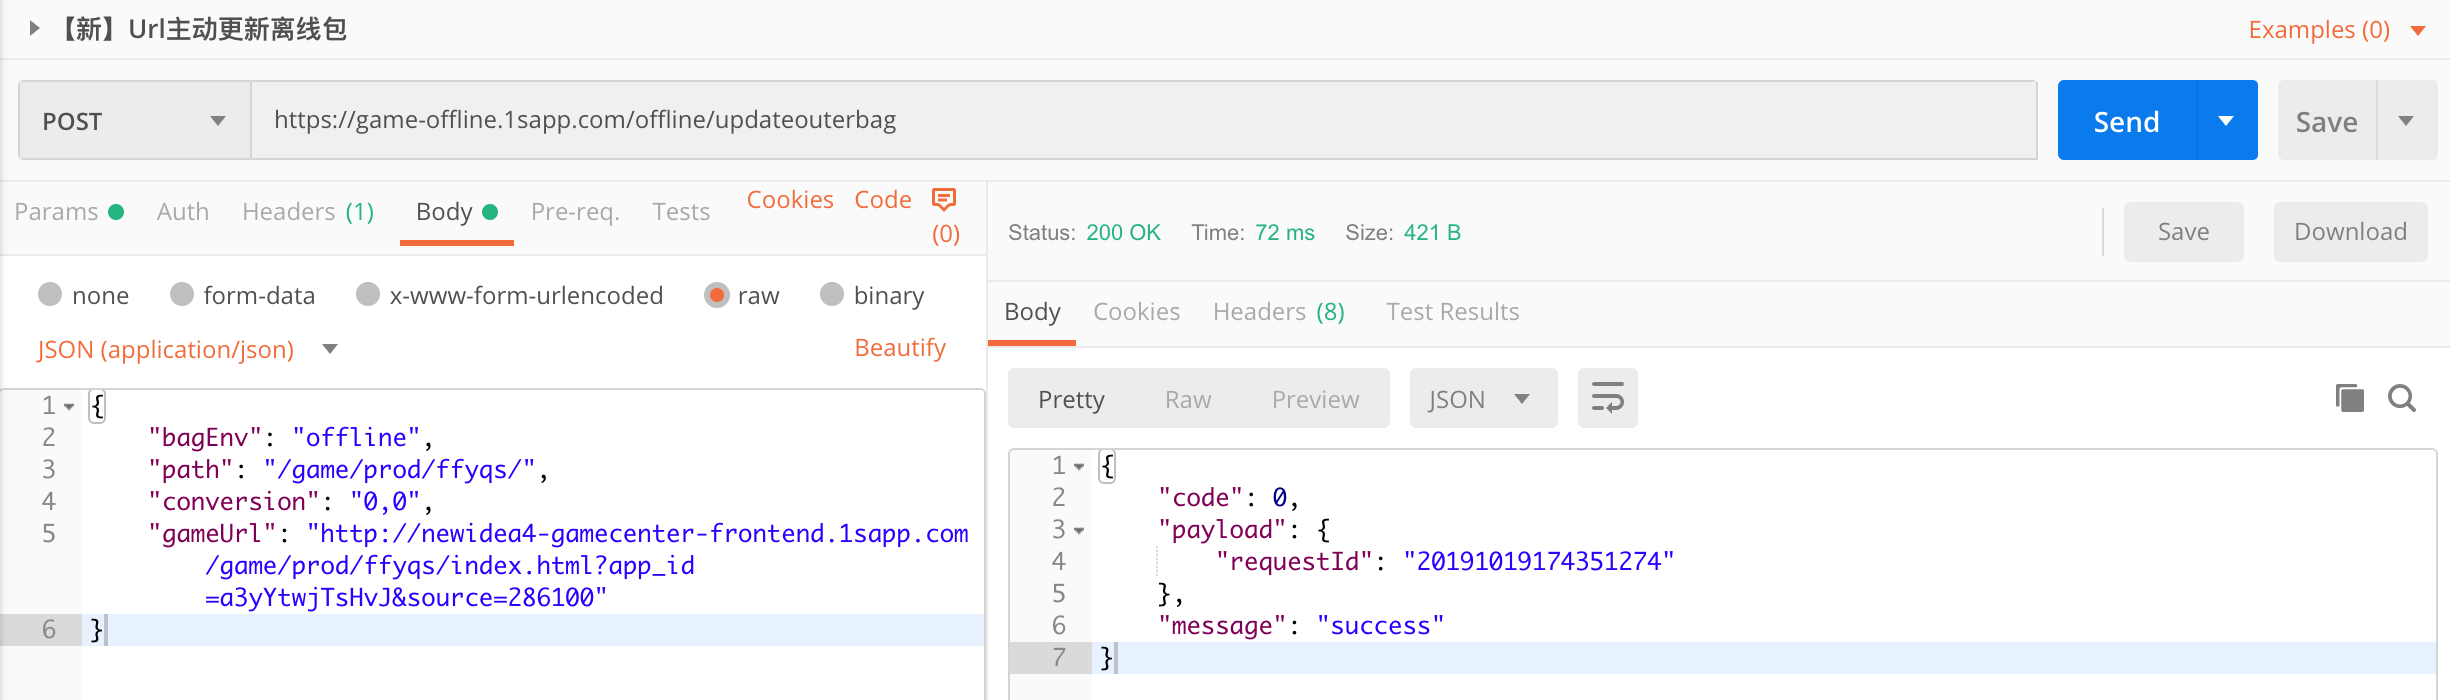 【新】Url主动更新离线包
Examples (0)
POST
https://game-offline.1sapp.com/offline/updateouterbag
Send
Save
Params
Auth
Headers (1)
Body
Pre-req.
Tests
Cookies
Code
(0)
none
form-data
x-www-form-urlencoded
raw
binary
JSON (application/json)
Beautify
1 {
2 "bagEnv": "offline",
3 "path": "/game/prod/ffyqs/",
4 "conversion": "0,0",
5 "gameUrl": "http://newidea4-gamecenter-frontend.1sapp.com
/game/prod/ffyqs/index.html?app_id
=a3yYtwjTsHvJ&source=286100"
6 }
Status: 200 OK Time: 72 ms Size: 421 B
Save
Download
Body
Cookies
Headers (8)
Test Results
Pretty
Raw
Preview
JSON
1 {
2 "code": 0,
3 "payload": {
4 "requestId": "20191019174351274"
5 },
6 "message": "success"
7 }